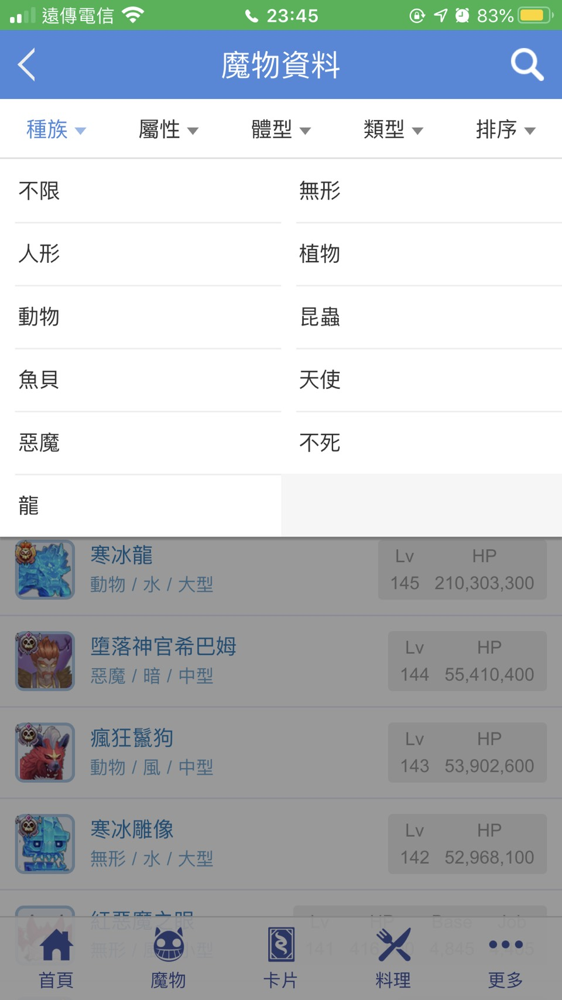 遠傳電信 23:45 83%
魔物資料
種族 屬性 體型 類型 排序
不限 無形
人形 植物
動物 昆蟲
魚貝 天使
惡魔 不死
龍
寒冰龍 Lv HP
動物 / 水 / 大型 145 210,303,300
墮落神官希巴姆 Lv HP
惡魔 / 暗 / 中型 144 55,410,400
瘋狂鬣狗 Lv HP
動物 / 風 / 中型 143 53,902,600
寒冰雕像 Lv HP
無形 / 水 / 大型 142 52,968,100
紅惡魔之眼 Lv HP Base Job
無形 / 風 小型 141 4,845
首頁 魔物 卡片 料理 更多